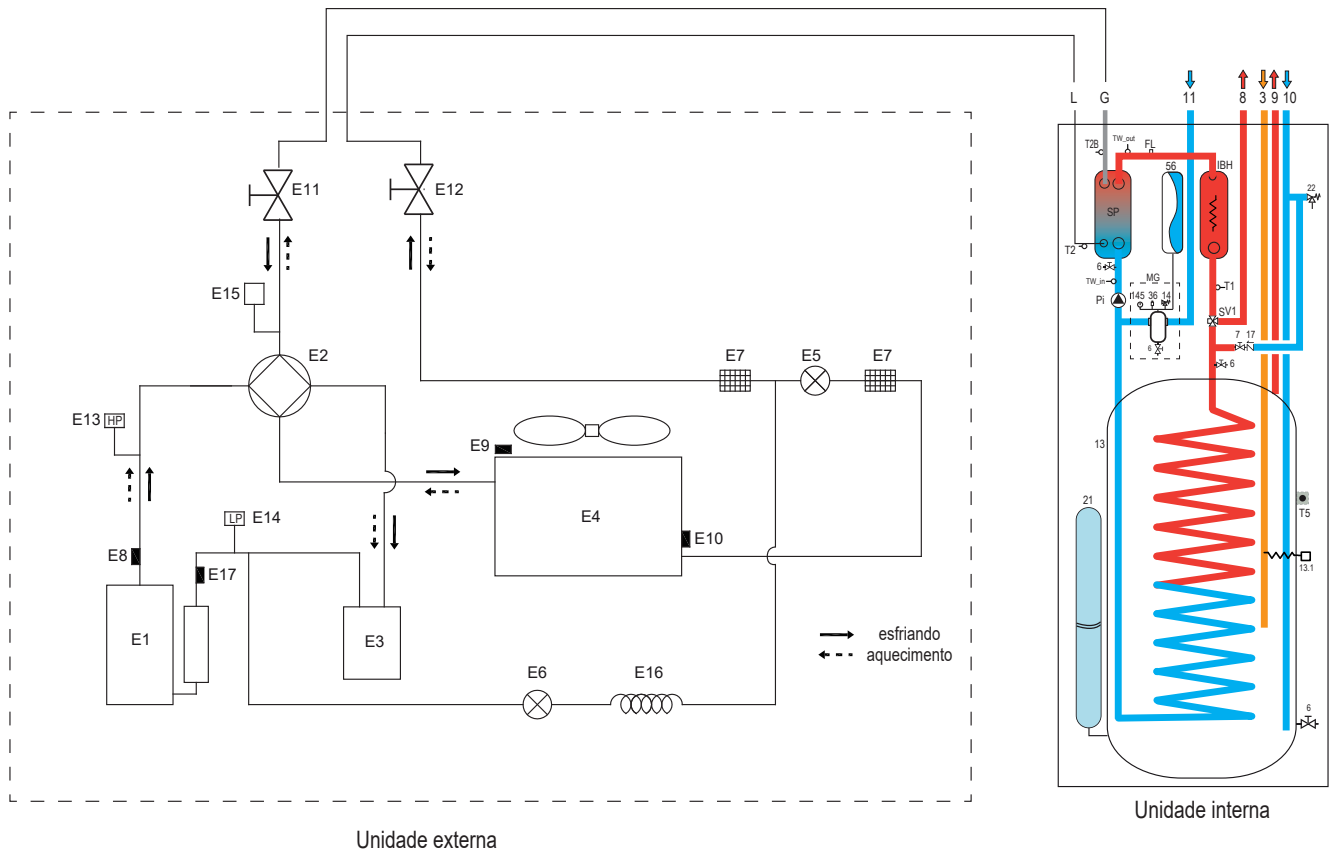 L G 11 8 3 9 10
T2B TW_out FL 56 IBH
SP
22
T2
6
TW_in
MG
145 36 14
Pi
T1
SV1
7 17
6
6
13
21
T5
13.1
6
Unidade interna
E11 E12
E15
E2
E7 E5 E7
E13 HP
E9
E4
E10
LP E14
E8
E17
E1
E3
esfriando
aquecimento
E6 E16
Unidade externa